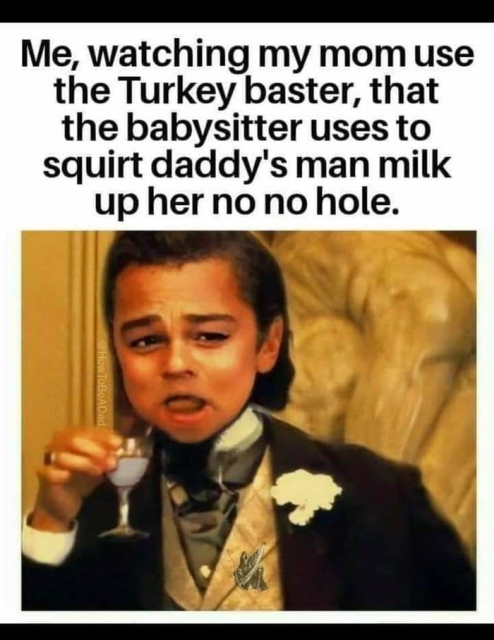 Me, watching my mom use
the Turkey baster, that
the babysitter uses to
squirt daddy's man milk
up her no no hole.
@HowToBeADad